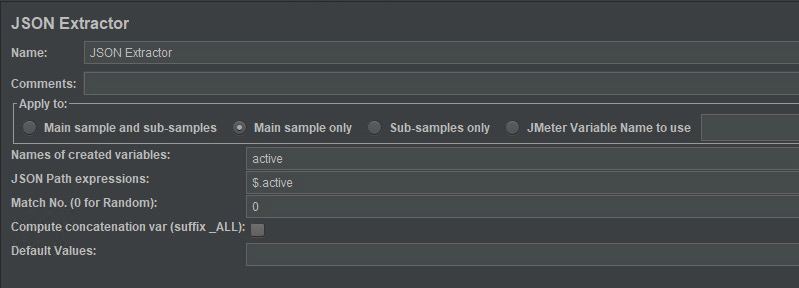 JSON Extractor
Name: JSON Extractor
Comments:
Apply to:
Main sample and sub-samples Main sample only Sub-samples only JMeter Variable Name to use
Names of created variables: active
JSON Path expressions: $.active
Match No. (0 for Random): 0
Compute concatenation var (suffix _ALL):
Default Values: